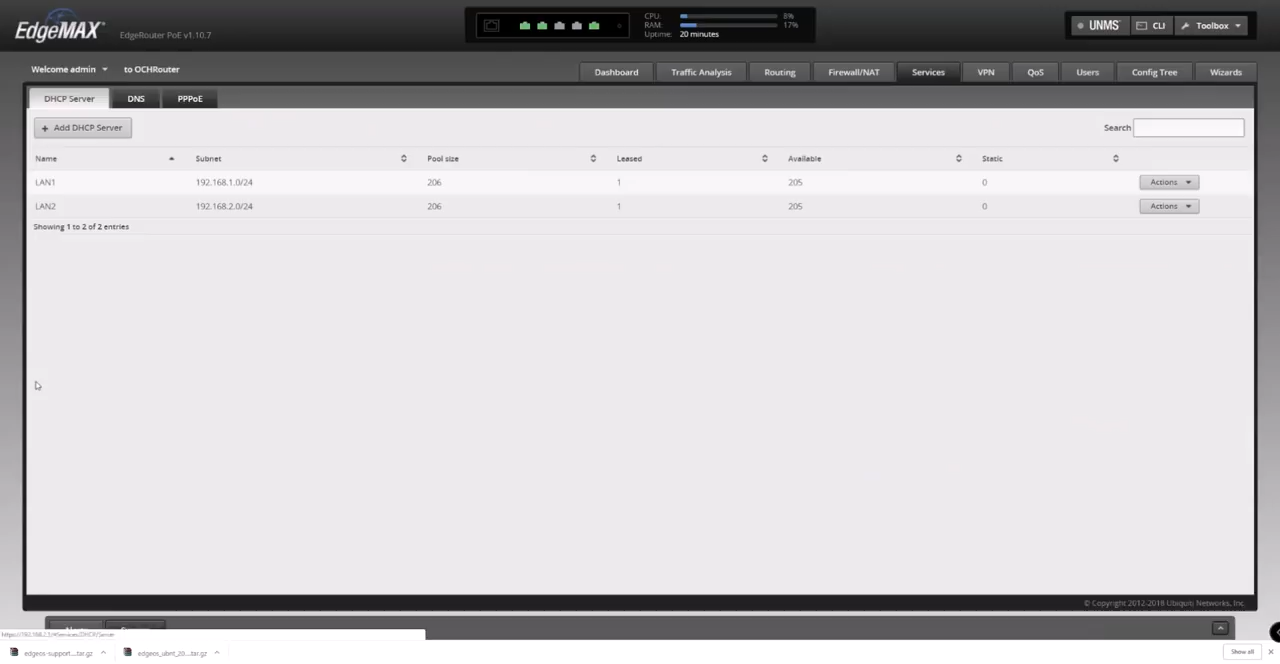 EdgeMAX EdgeRouter PoE v1.10.7
CPU: 8%
RAM: 17%
Uptime: 20 minutes
UNMS CLI Toolbox
Welcome admin to OCHRouter
Dashboard Traffic Analysis Routing Firewall/NAT Services VPN QoS Users Config Tree Wizards
DHCP Server DNS PPPoE
+ Add DHCP Server
Search
Name Subnet Pool size Leased Available Static
LAN1 192.168.1.0/24 206 1 205 0 Actions
LAN2 192.168.2.0/24 206 1 205 0 Actions
Showing 1 to 2 of 2 entries
© Copyright 2012-2018 Ubiquiti Networks, Inc.
edgeos-support....tar.gz edgeos_ubnt_20....tar.gz Show all